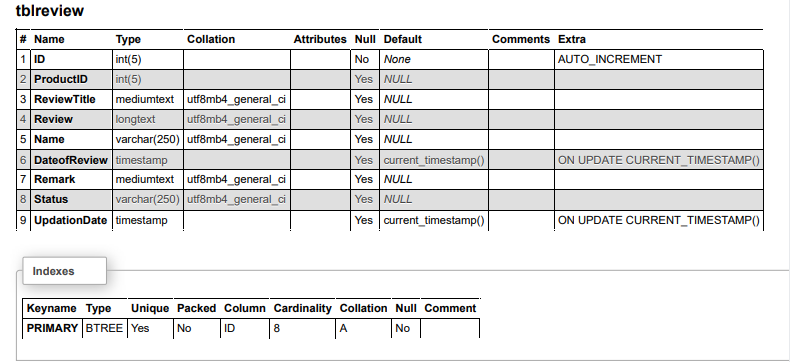 tblreview
# Name Type Collation Attributes Null Default Comments Extra
1 ID int(5) No None AUTO_INCREMENT
2 ProductID int(5) Yes NULL
3 ReviewTitle mediumtext utf8mb4_general_ci Yes NULL
4 Review longtext utf8mb4_general_ci Yes NULL
5 Name varchar(250) utf8mb4_general_ci Yes NULL
6 DateofReview timestamp Yes current_timestamp() ON UPDATE CURRENT_TIMESTAMP()
7 Remark mediumtext utf8mb4_general_ci Yes NULL
8 Status varchar(250) utf8mb4_general_ci Yes NULL
9 UpdationDate timestamp Yes current_timestamp() ON UPDATE CURRENT_TIMESTAMP()
Indexes
Keyname Type Unique Packed Column Cardinality Collation Null Comment
PRIMARY BTREE Yes No ID 8 A No